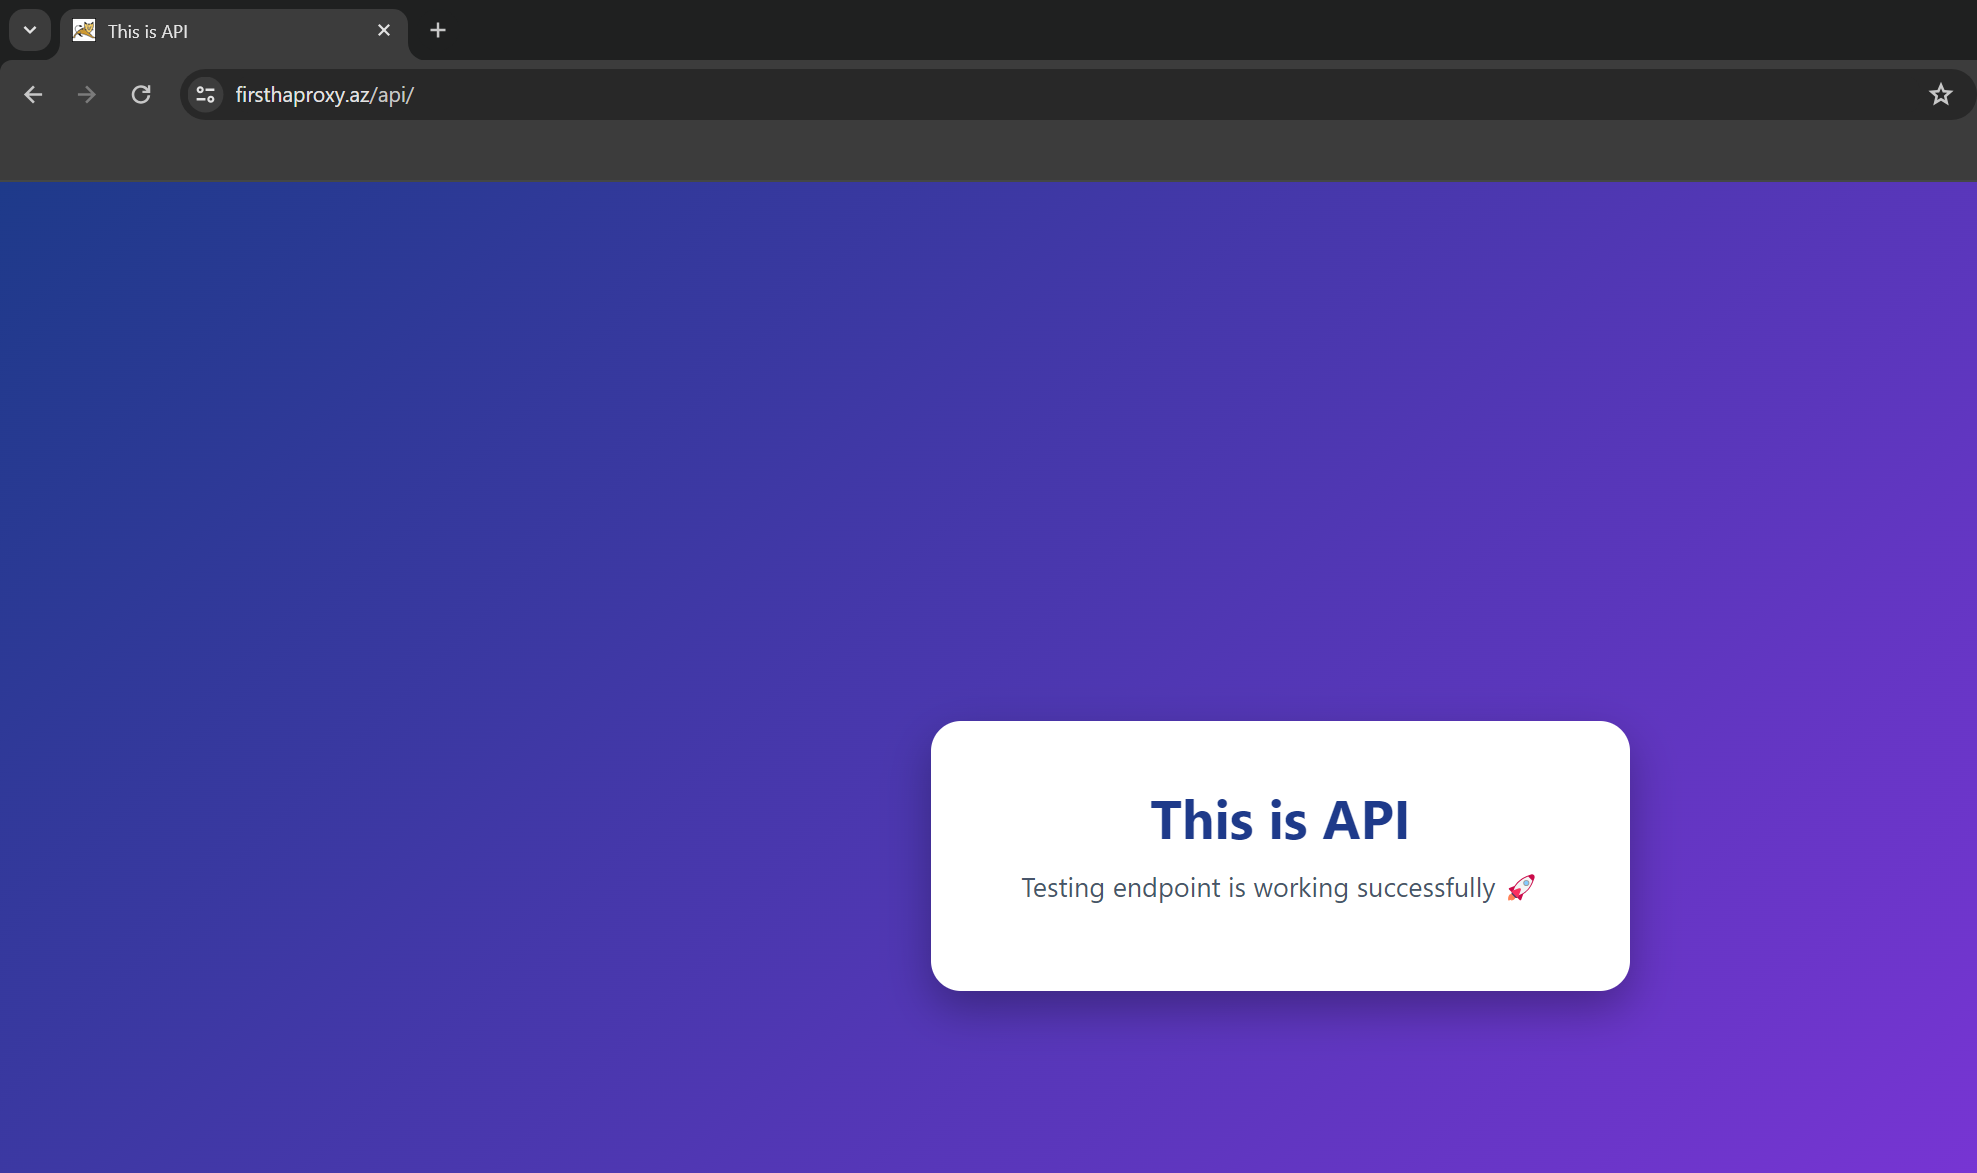 This is API
firsthaproxy.az/api/
This is API
Testing endpoint is working successfully 🚀